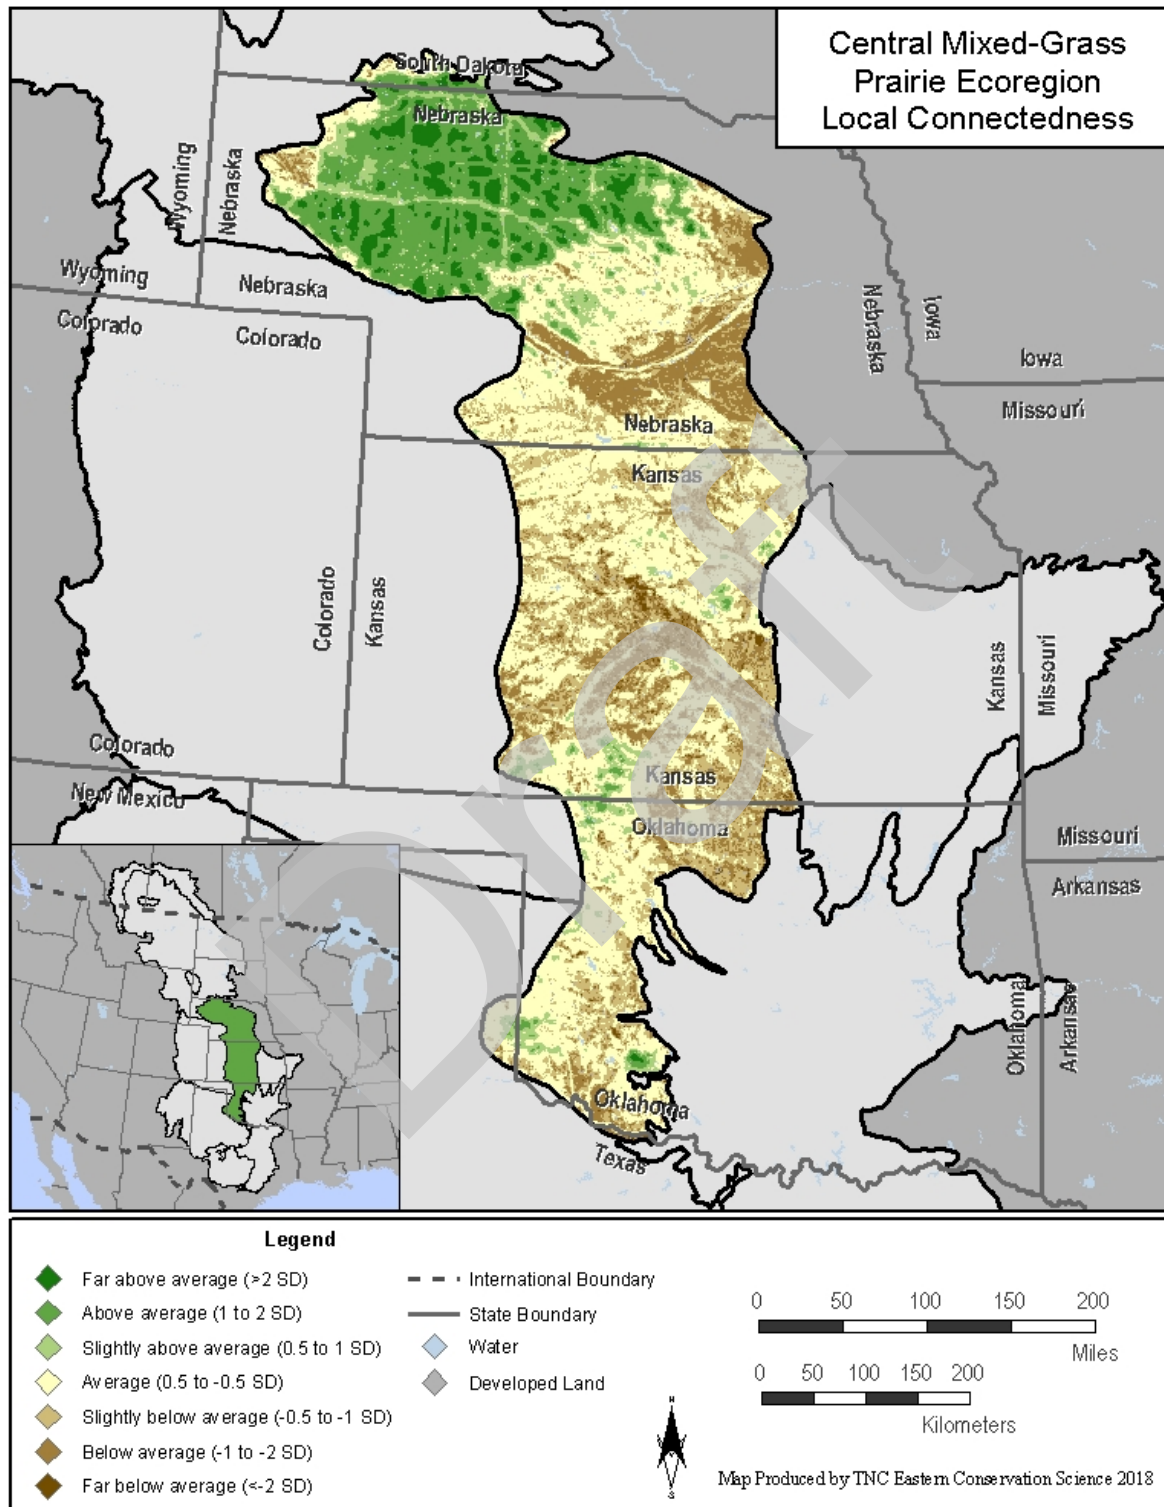 Central Mixed-Grass
Prairie Ecoregion
Local Connectedness
South Dakota
Nebraska
Wyoming
Nebraska
Wyoming
Nebraska
Colorado
Colorado
Nebraska
Iowa
Iowa
Missouri
Nebraska
Kansas
Colorado
Kansas
Kansas
Missouri
Colorado
New Mexico
Kansas
Oklahoma
Missouri
Arkansas
Oklahoma
Arkansas
Oklahoma
Texas
Draft
Legend
Far above average (>2 SD)
Above average (1 to 2 SD)
Slightly above average (0.5 to 1 SD)
Average (0.5 to -0.5 SD)
Slightly below average (-0.5 to -1 SD)
Below average (-1 to -2 SD)
Far below average (<-2 SD)
International Boundary
State Boundary
Water
Developed Land
0 50 100 150 200
Miles
0 50 100 150 200
Kilometers
N
S
Map Produced by TNC Eastern Conservation Science 2018